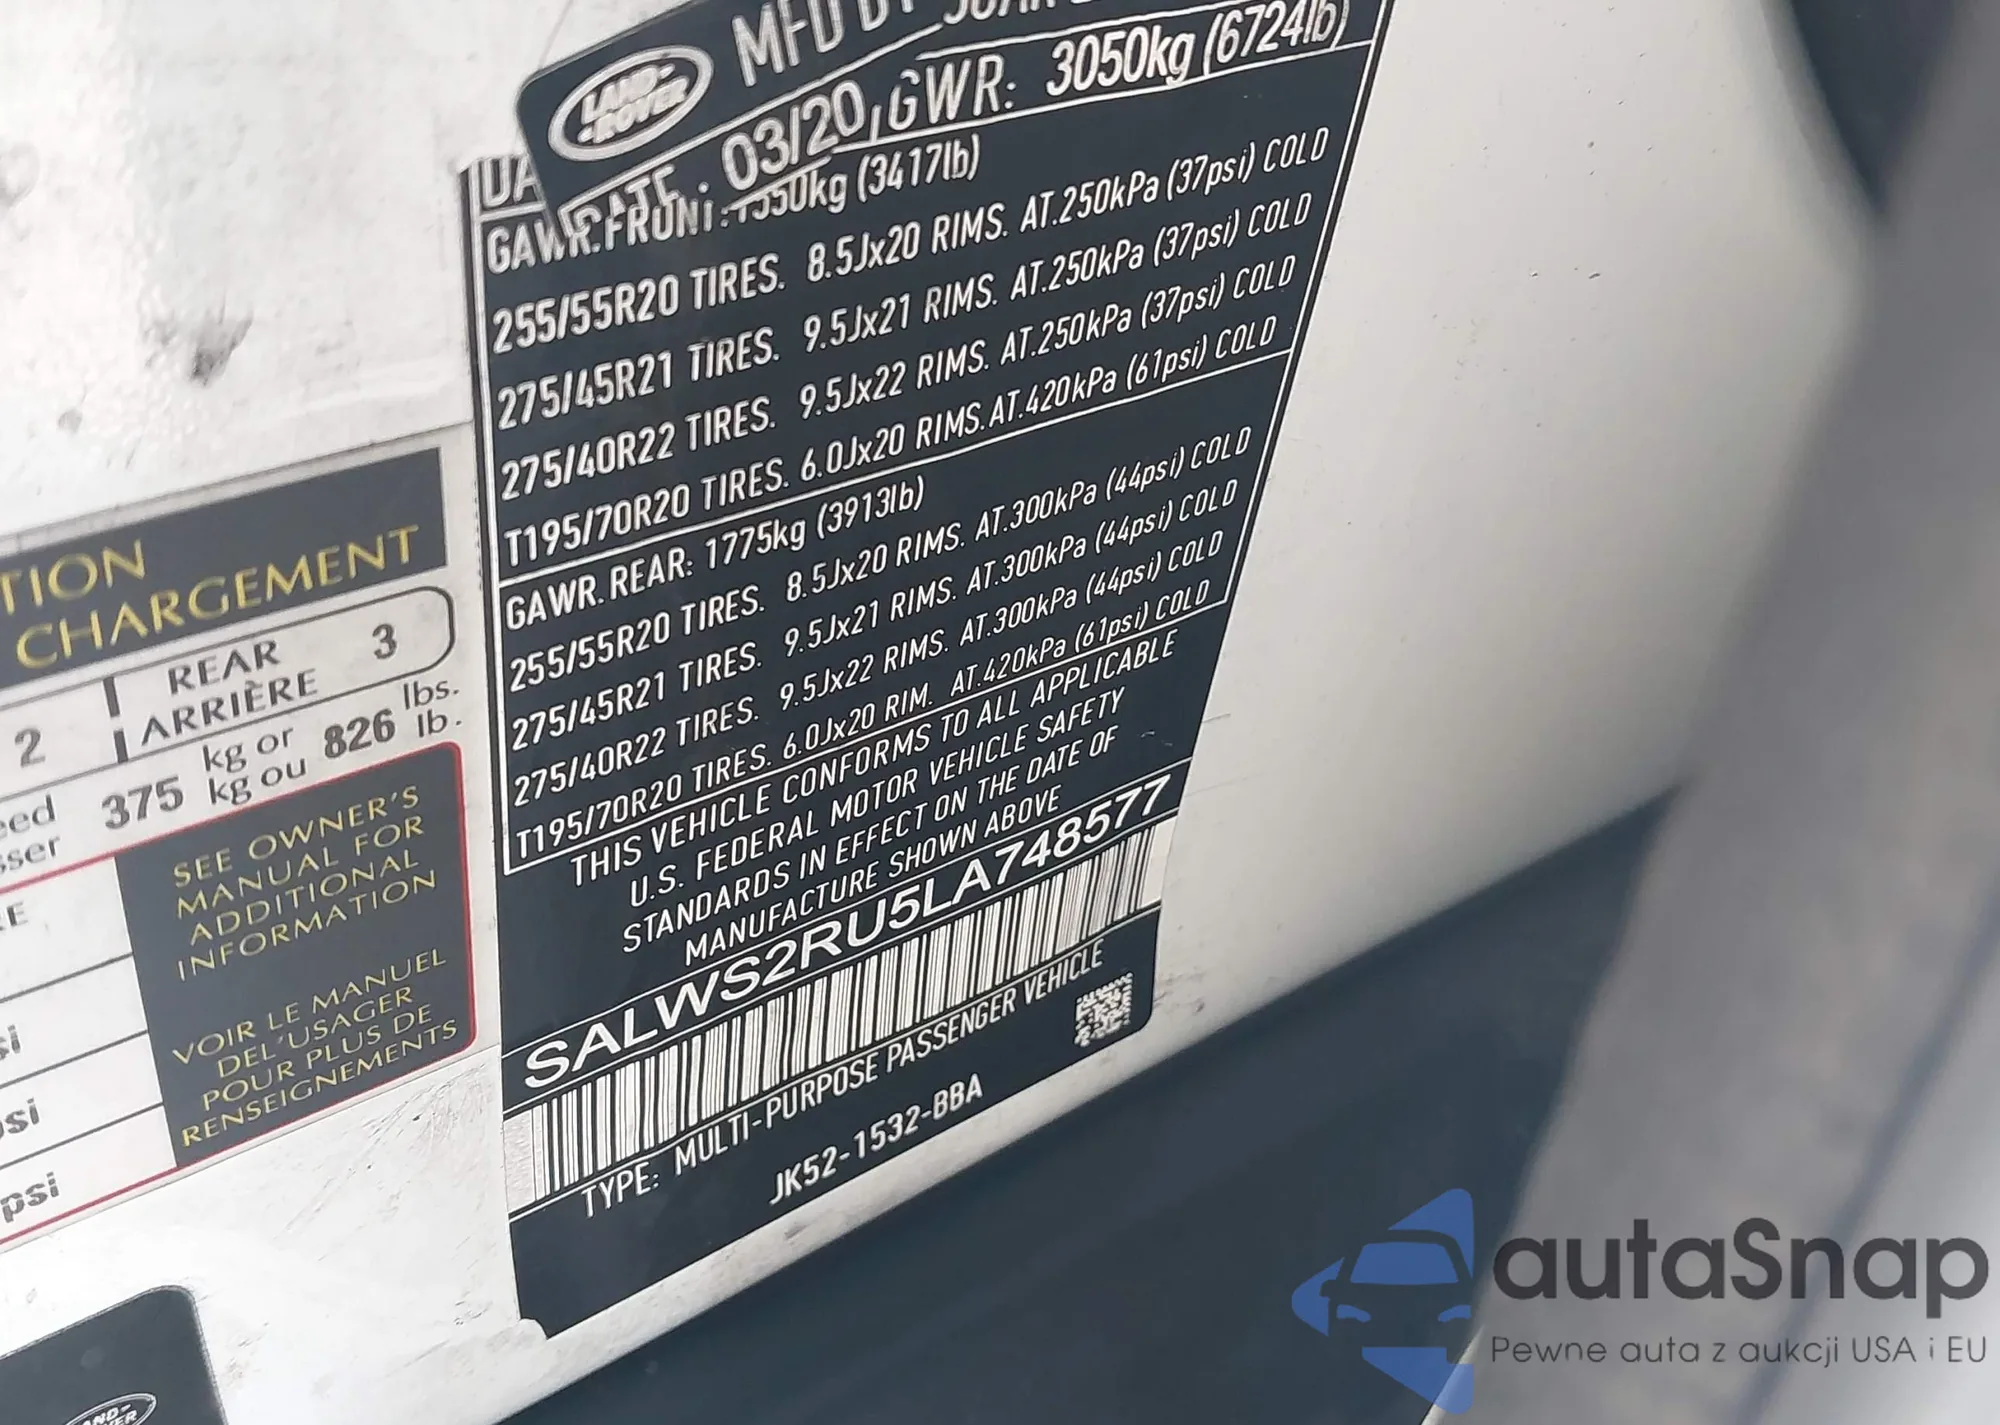 LAND-
-ROVER
MFD BY
03/20 GWR: 3050kg (6724lb)
GAWR. (3417lb)
255/55R20 TIRES. 8.5Jx20 RIMS. AT.250kPa (37psi) COLD
275/45R21 TIRES. 9.5Jx21 RIMS. AT.250kPa (37psi) COLD
275/40R22 TIRES. 9.5Jx22 RIMS. AT.250kPa (37psi) COLD
T195/70R20 TIRES. 6.0Jx20 RIMS. AT.420kPa (61psi) COLD
GAWR. REAR: 1775kg (3913lb)
255/55R20 TIRES. 8.5Jx20 RIMS. AT.300kPa (44psi) COLD
275/45R21 TIRES. 9.5Jx21 RIMS. AT.300kPa (44psi) COLD
275/40R22 TIRES. 9.5Jx22 RIMS. AT.300kPa (44psi) COLD
T195/70R20 TIRES. 6.0Jx20 RIM. AT.420kPa (61psi) COLD
THIS VEHICLE CONFORMS TO ALL APPLICABLE
U.S. FEDERAL MOTOR VEHICLE SAFETY
STANDARDS IN EFFECT ON THE DATE OF
MANUFACTURE SHOWN ABOVE
SALWS2RU5LA748577
TYPE: MULTI-PURPOSE PASSENGER VEHICLE
JK52-1532-BBA
TION
CHARGEMENT
2 REAR 3
ARRIÈRE
375 kg or 826 lbs.
kg ou lb.
SEE OWNER'S
MANUAL FOR
ADDITIONAL
INFORMATION
VOIR LE MANUEL
DEL'USAGER
POUR PLUS DE
RENSEIGNEMENTS
psi
autaSnap
Pewne auta z aukcji USA i EU